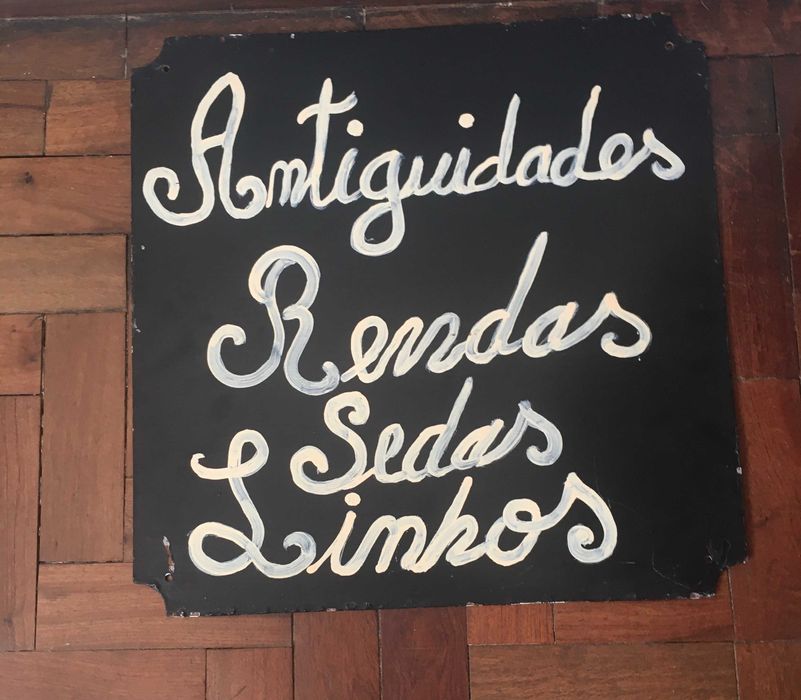 Antiguidades
Rendas
Sedas
Linhos